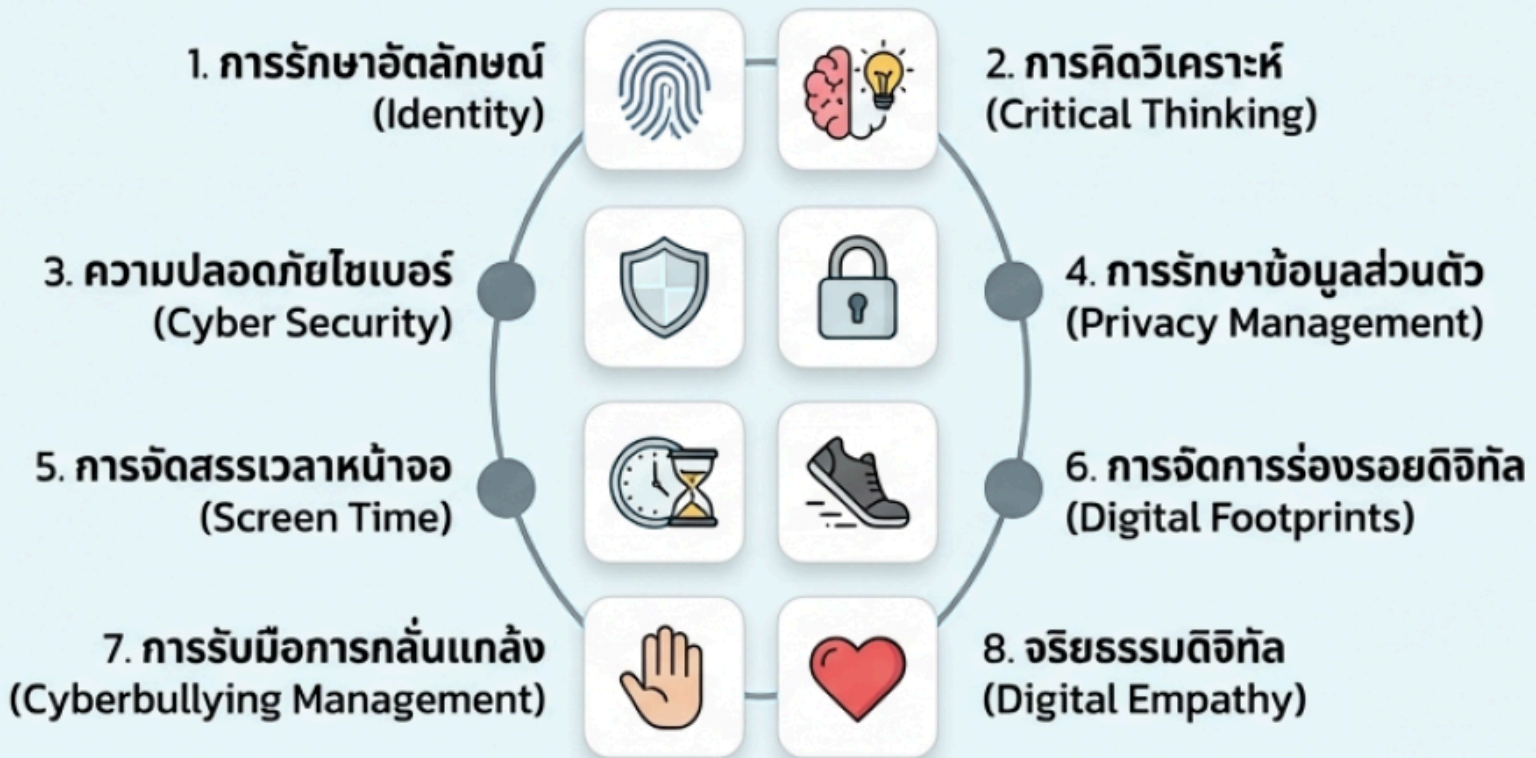 1. การรักษาอัตลักษณ์
(Identity)
2. การคิดวิเคราะห์
(Critical Thinking)
3. ความปลอดภัยไซเบอร์
(Cyber Security)
4. การรักษาข้อมูลส่วนตัว
(Privacy Management)
5. การจัดสรรเวลาหน้าจอ
(Screen Time)
6. การจัดการร่องรอยดิจิทัล
(Digital Footprints)
7. การรับมือการกลั่นแกล้ง
(Cyberbullying Management)
8. จริยธรรมดิจิทัล
(Digital Empathy)